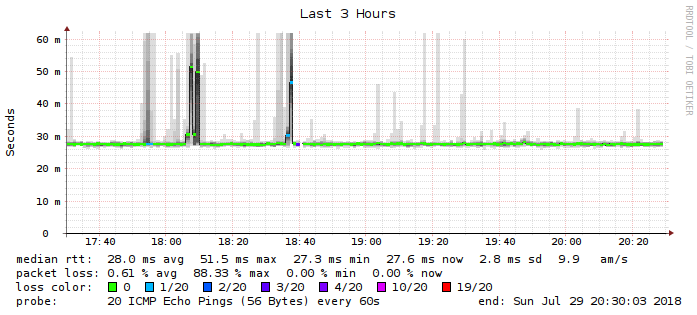 Last 3 Hours
RRDTOOL / TOBI OETIKER
Seconds
60 m
50 m
40 m
30 m
20 m
10 m
0
17:40 18:00 18:20 18:40 19:00 19:20 19:40 20:00 20:20
median rtt: 28.0 ms avg 51.5 ms max 27.3 ms min 27.6 ms now 2.8 ms sd 9.9 am/s
packet loss: 0.61 % avg 88.33 % max 0.00 % min 0.00 % now
loss color: 0 1/20 2/20 3/20 4/20 10/20 19/20
probe: 20 ICMP Echo Pings (56 Bytes) every 60s end: Sun Jul 29 20:30:03 2018